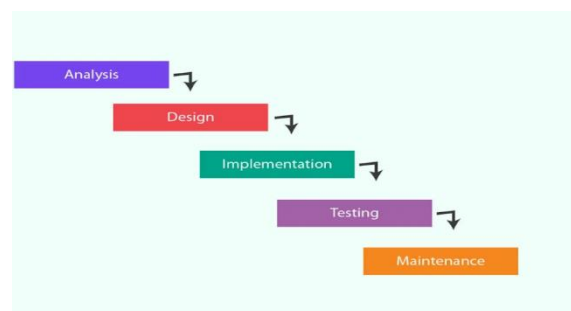 Analysis
Design
Implementation
Testing
Maintenance